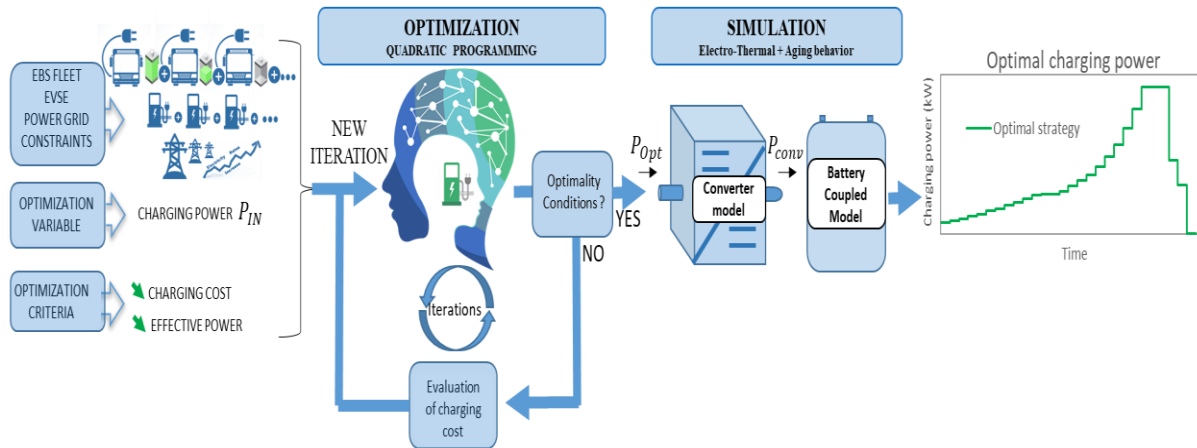 EBS FLEET
EVSE
POWER GRID
CONSTRAINTS
OPTIMIZATION
VARIABLE
CHARGING POWER P_IN
OPTIMIZATION
CRITERIA
CHARGING COST
EFFECTIVE POWER
NEW
ITERATION
OPTIMIZATION
QUADRATIC PROGRAMMING
Optimality
Conditions ?
YES
NO
Iterations
Evaluation
of charging
cost
SIMULATION
Electro-Thermal + Aging behavior
P_Opt
Converter
model
P_conv
Battery
Coupled
Model
Optimal charging power
Charging power (kW)
Optimal strategy
Time